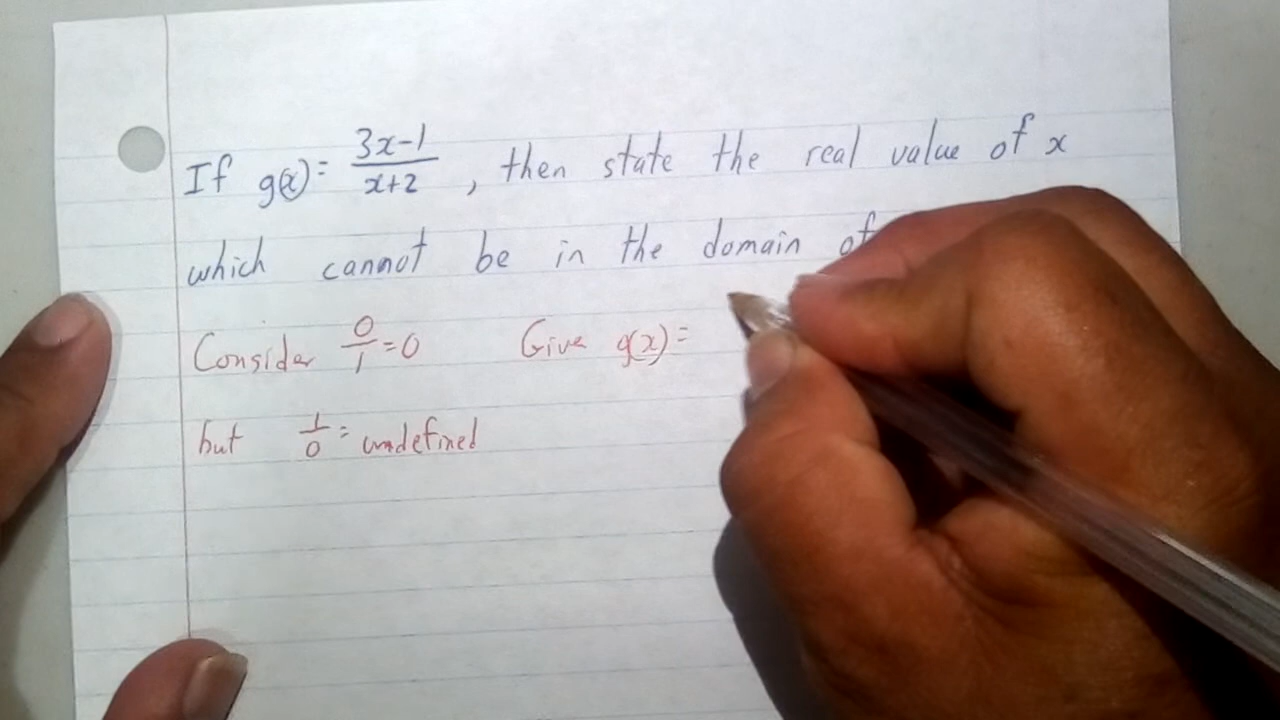 If g(x)= 3x-1/x+2, then state the real value of x
which cannot be in the domain of
Consider 0/1=0 Give g(x)=
but 1/0= undefined